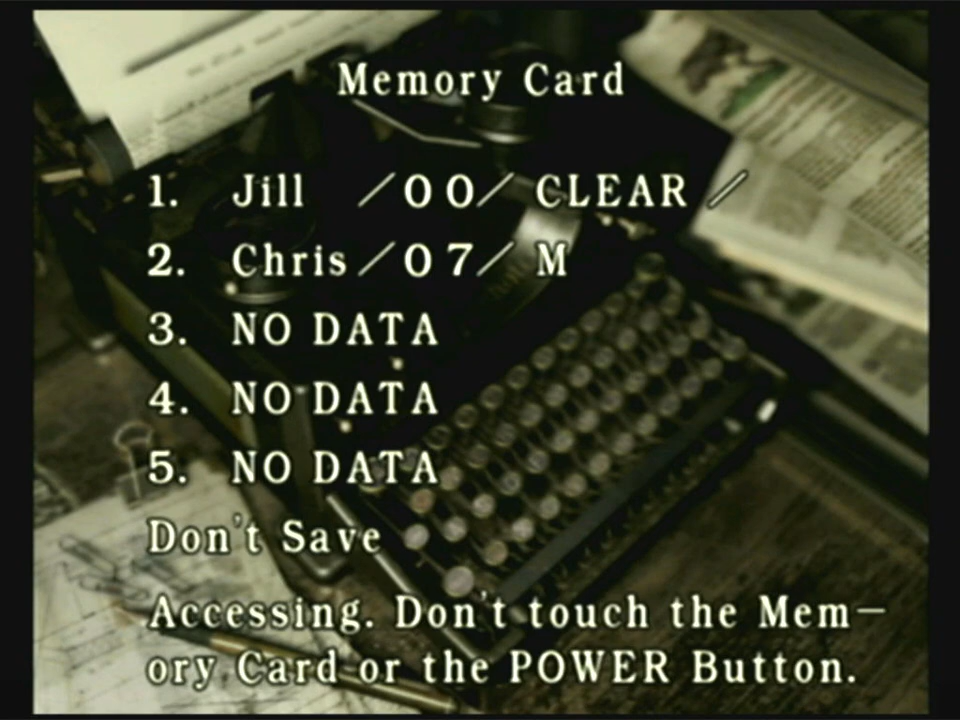 Memory Card
1. Jill /00/ CLEAR /
2. Chris/07/ M
3. NO DATA
4. NO DATA
5. NO DATA
Don't Save
Accessing. Don't touch the Mem—
ory Card or the POWER Button.